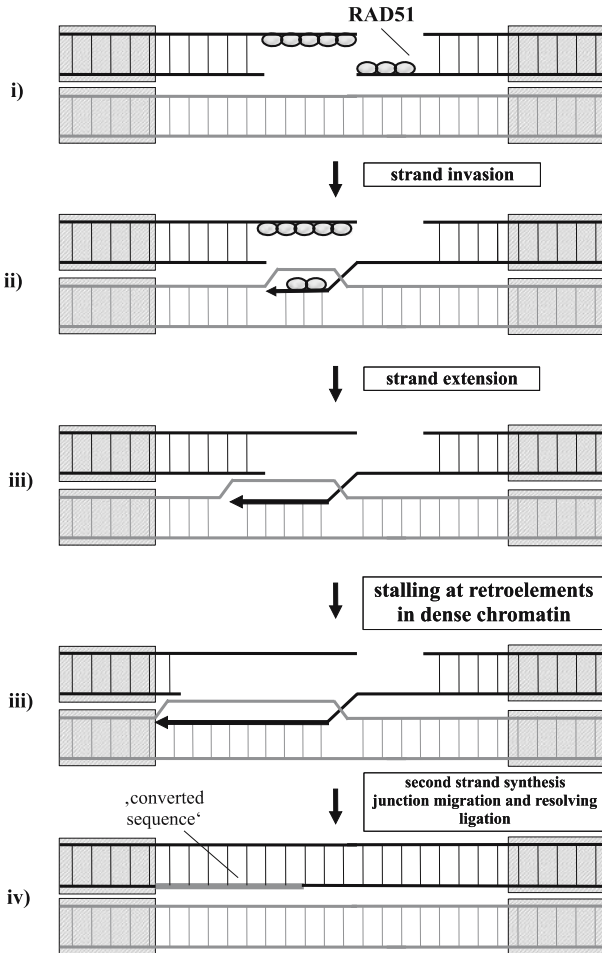 RAD51
i)
strand invasion
ii)
strand extension
iii)
stalling at retroelements
in dense chromatin
iii)
second strand synthesis
junction migration and resolving
ligation
‚converted
sequence‘
iv)